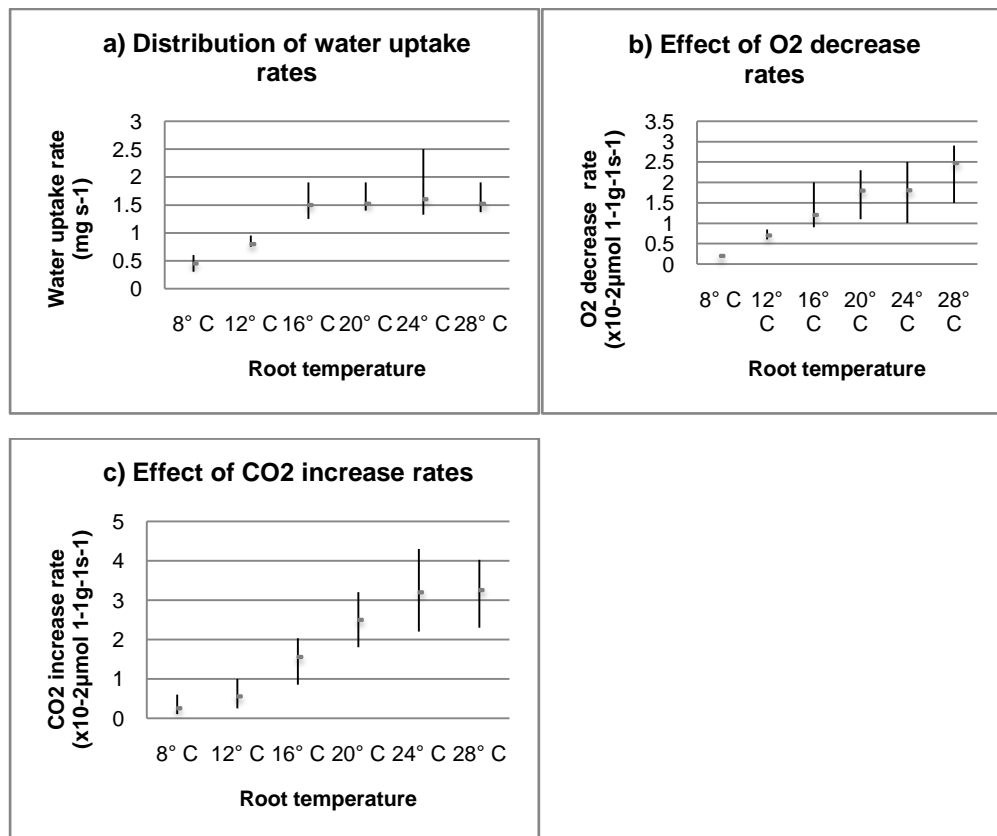 a) Distribution of water uptake
rates
Water uptake rate
(mg s-1)
3
2.5
2
1.5
1
0.5
0
8° C 12° C 16° C 20° C 24° C 28° C
Root temperature
b) Effect of O2 decrease
rates
O2 decrease rate
(x10-2µmol 1-1g-1s-1)
3.5
3
2.5
2
1.5
1
0.5
0
8° C 12° 16° 20° 24° 28°
C C C C C
Root temperature
c) Effect of CO2 increase rates
CO2 increase rate
(x10-2µmol 1-1g-1s-1)
5
4
3
2
1
0
8° C 12° C 16° C 20° C 24° C 28° C
Root temperature